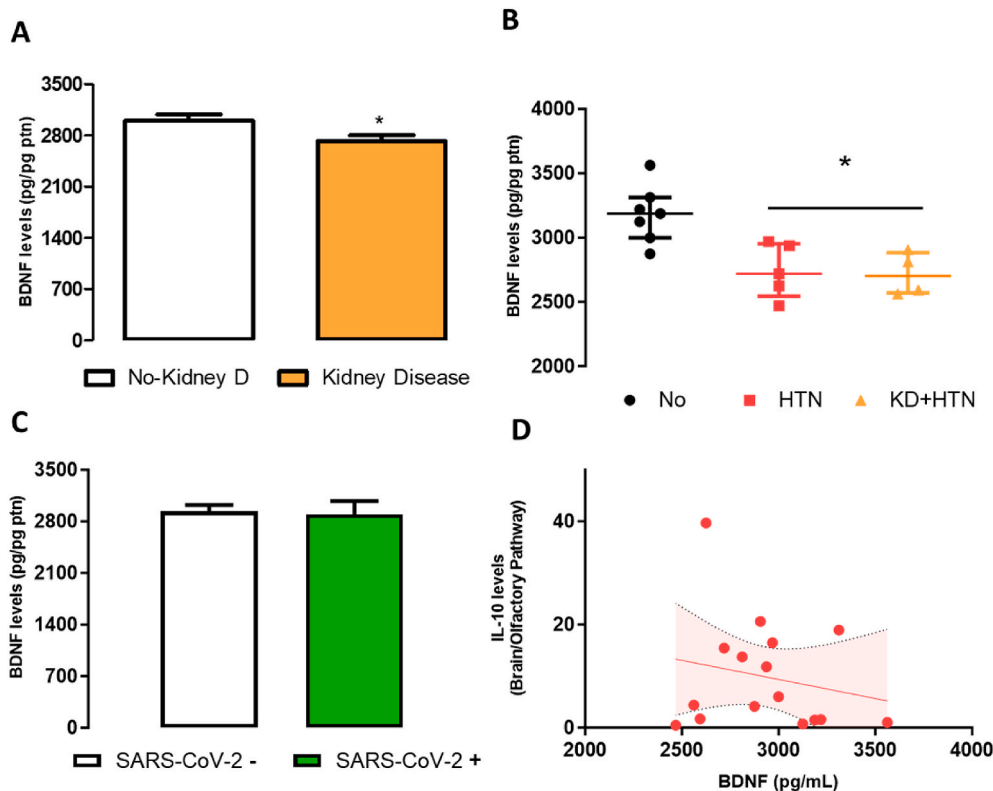 A
BDNF levels (pg/pg ptn)
3500
2800
2100
1400
700
0
*
No-Kidney D
Kidney Disease
B
BDNF levels (pg/pg ptn)
4000
3500
3000
2500
2000
*
No
HTN
KD+HTN
C
BDNF levels (pg/pg ptn)
3500
2800
2100
1400
700
0
SARS-CoV-2 -
SARS-CoV-2 +
D
IL-10 levels
(Brain/Olfactory Pathway)
40
20
0
2000
2500
3000
3500
4000
BDNF (pg/mL)